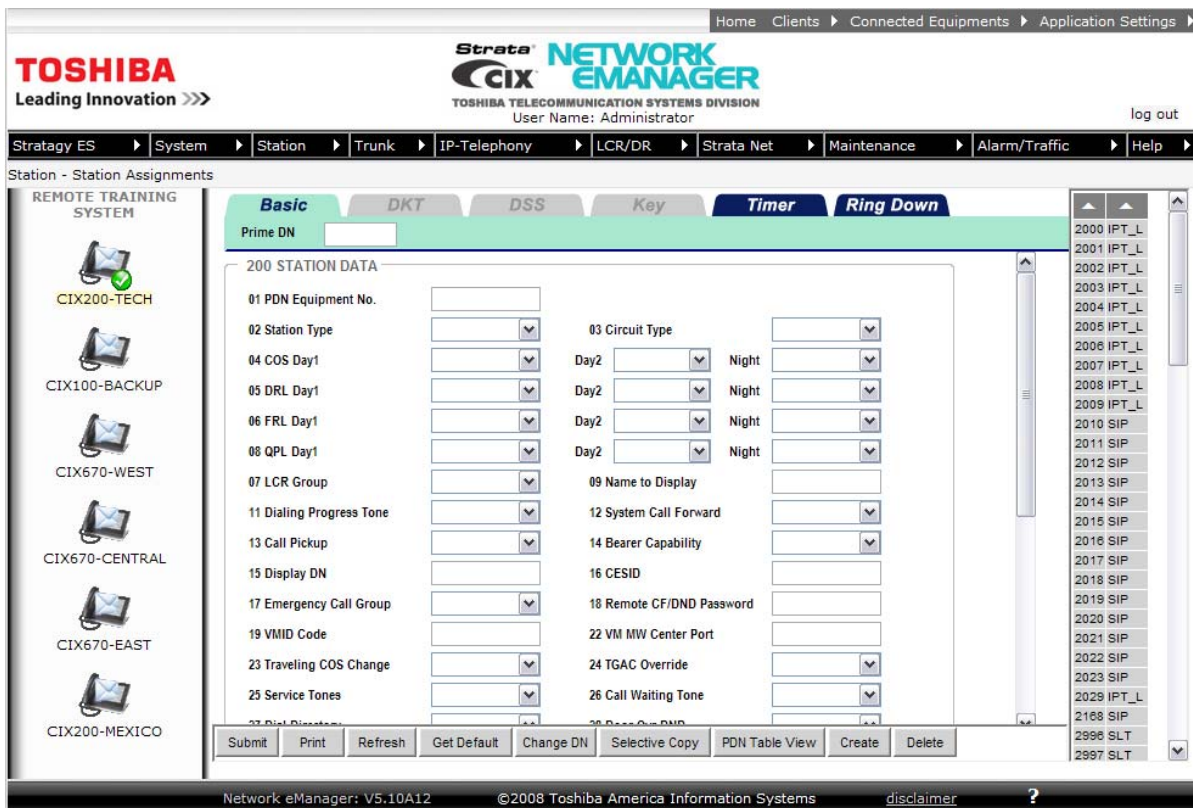 Home Clients Connected Equipments Application Settings
TOSHIBA
Leading Innovation >>>
Strata CIX NETWORK EMANAGER
TOSHIBA TELECOMMUNICATION SYSTEMS DIVISION
User Name: Administrator
log out
Stratagy ES System Station Trunk IP-Telephony LCR/DR Strata Net Maintenance Alarm/Traffic Help
Station - Station Assignments
REMOTE TRAINING SYSTEM
CIX200-TECH
CIX100-BACKUP
CIX670-WEST
CIX670-CENTRAL
CIX670-EAST
CIX200-MEXICO
Basic DKT DSS Key Timer Ring Down
Prime DN
200 STATION DATA
01 PDN Equipment No.
02 Station Type 03 Circuit Type
04 COS Day1 Day2 Night
05 DRL Day1 Day2 Night
06 FRL Day1 Day2 Night
08 QPL Day1 Day2 Night
07 LCR Group 09 Name to Display
11 Dialing Progress Tone 12 System Call Forward
13 Call Pickup 14 Bearer Capability
15 Display DN 16 CESID
17 Emergency Call Group 18 Remote CF/DND Password
19 VMID Code 22 VM MW Center Port
23 Traveling COS Change 24 TGAC Override
25 Service Tones 26 Call Waiting Tone
27 Dial Directory 28 Door Ovr DND
Submit Print Refresh Get Default Change DN Selective Copy PDN Table View Create Delete
2000 IPT_L
2001 IPT_L
2002 IPT_L
2003 IPT_L
2004 IPT_L
2005 IPT_L
2006 IPT_L
2007 IPT_L
2008 IPT_L
2009 IPT_L
2010 SIP
2011 SIP
2012 SIP
2013 SIP
2014 SIP
2015 SIP
2016 SIP
2017 SIP
2018 SIP
2019 SIP
2020 SIP
2021 SIP
2022 SIP
2023 SIP
2029 IPT_L
2168 SIP
2996 SLT
2997 SLT
Network eManager: V5.10A12 ©2008 Toshiba America Information Systems disclaimer ?